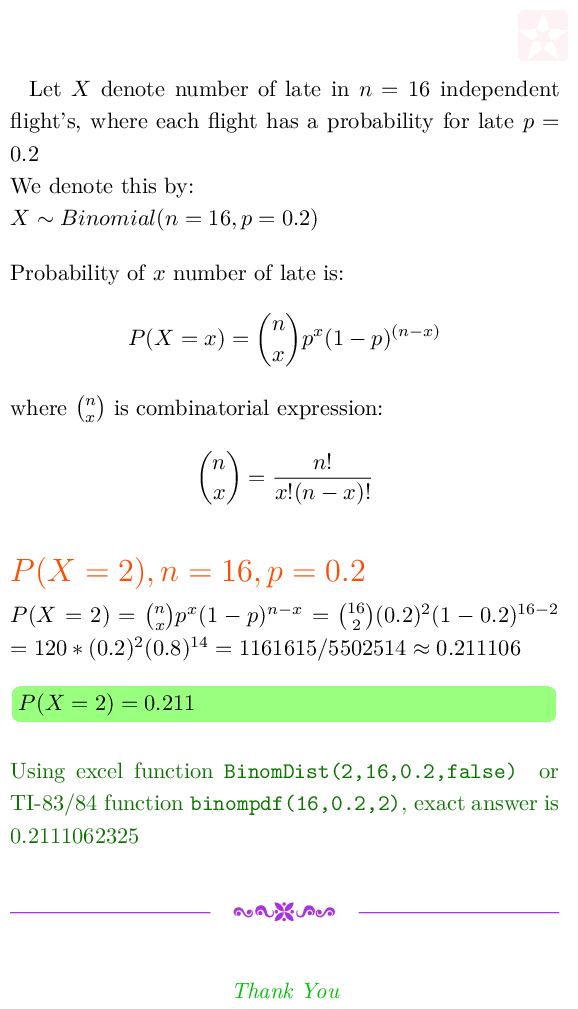 Let X denote number of late in n = 16 independent
flight's, where each flight has a probability for late p =
0.2
We denote this by:
X ∼ Binomial(n = 16, p = 0.2)
Probability of x number of late is:
P(X = x) = \binom{n}{x} p^x (1 − p)^{(n−x)}
where \binom{n}{x} is combinatorial expression:
\binom{n}{x} = \frac{n!}{x!(n − x)!}
P(X = 2), n = 16, p = 0.2
P(X = 2) = \binom{n}{x} p^x (1 − p)^{n−x} = \binom{16}{2} (0.2)^2 (1 − 0.2)^{16−2}
= 120 ∗ (0.2)^2 (0.8)^{14} = 1161615/5502514 ≈ 0.211106
P(X = 2) = 0.211
Using excel function BinomDist(2,16,0.2,false) or
TI-83/84 function binompdf(16,0.2,2), exact answer is
0.2111062325
Thank You